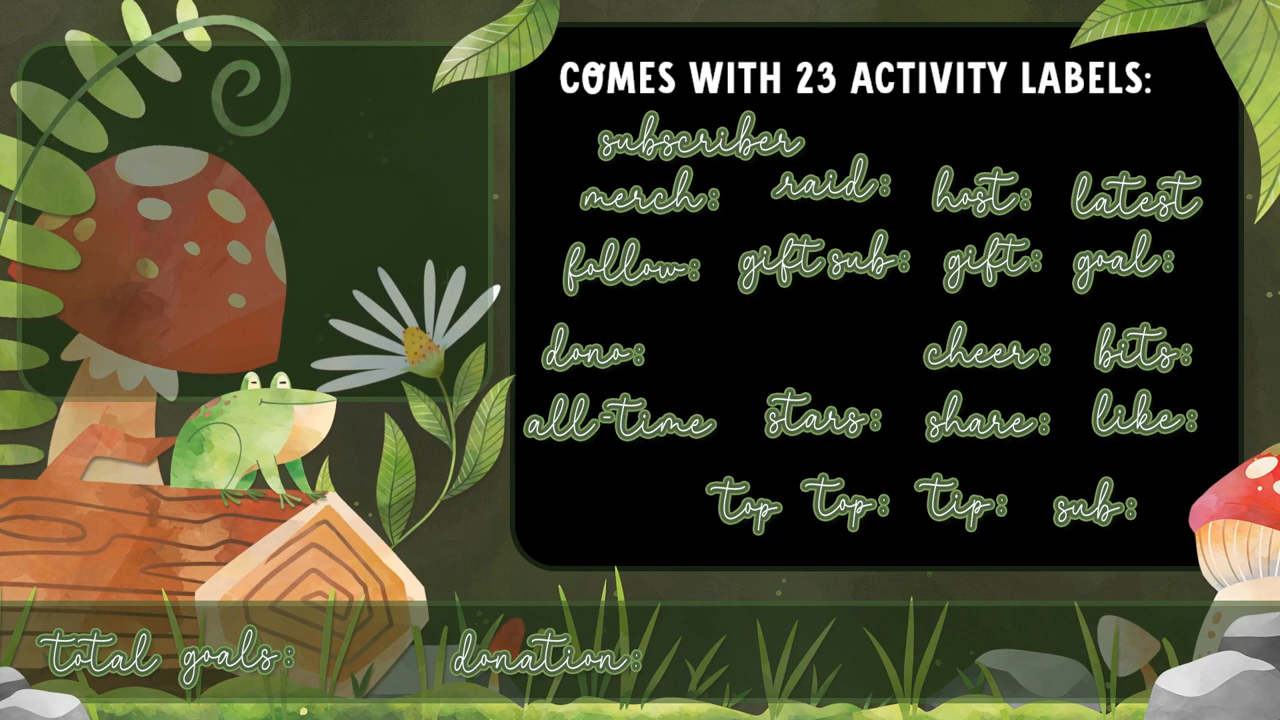 COMES WITH 23 ACTIVITY LABELS:
subscriber
merch: raid: host: latest
follow: gift sub: gift: goal:
dono: cheer: bits:
all-time stars: share: like:
top top: tip: sub:
total goals: donation: